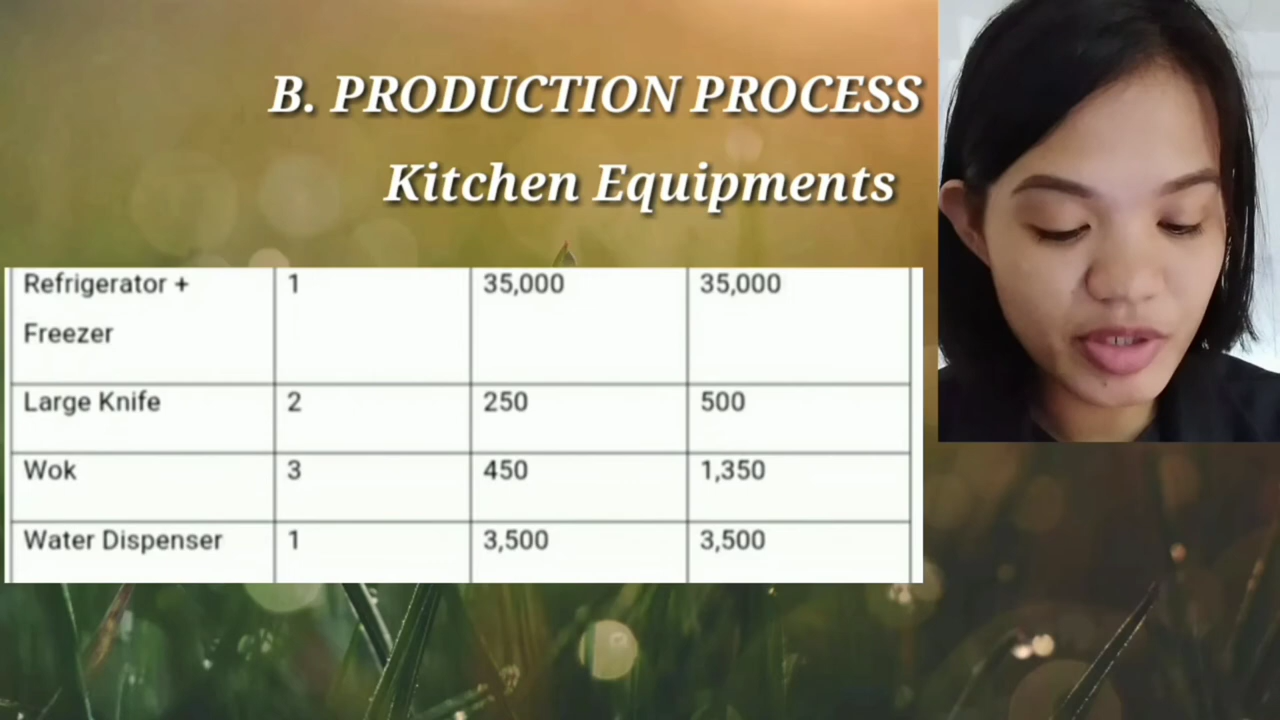 B. PRODUCTION PROCESS
Kitchen Equipments
Refrigerator + 1 35,000 35,000
Freezer
Large Knife 2 250 500
Wok 3 450 1,350
Water Dispenser 1 3,500 3,500